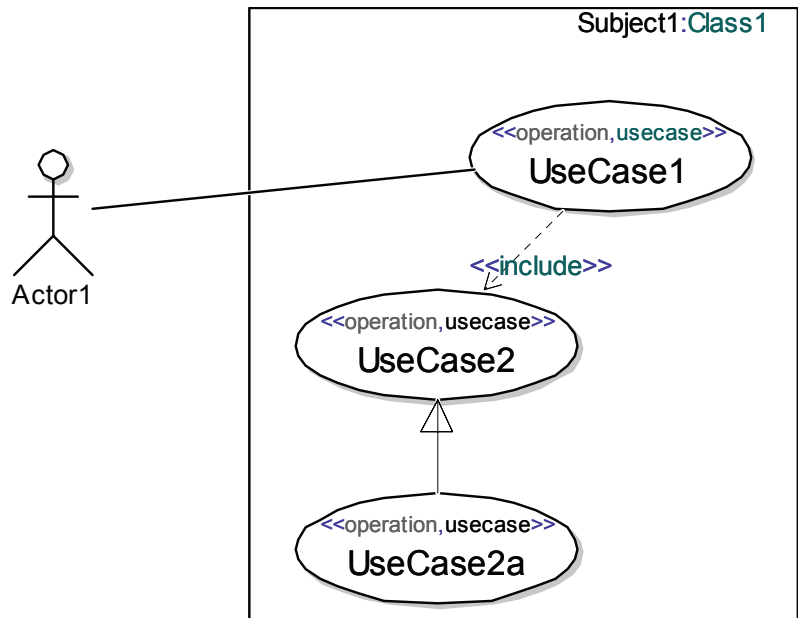 Subject1:Class1
<<operation,usecase>>
UseCase1
Actor1
<<include>>
<<operation,usecase>>
UseCase2
<<operation,usecase>>
UseCase2a